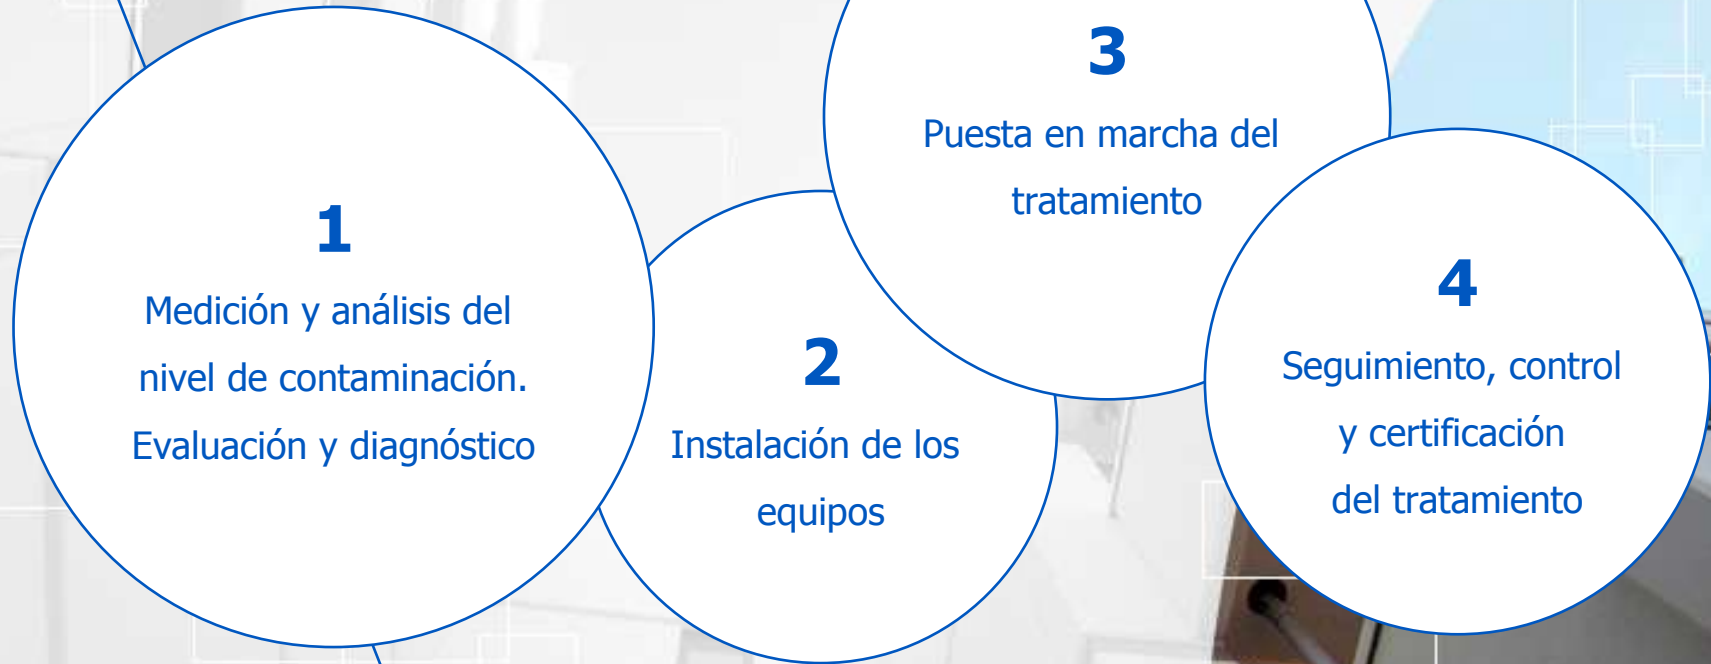 1
Medición y análisis del
nivel de contaminación.
Evaluación y diagnóstico
2
Instalación de los
equipos
3
Puesta en marcha del
tratamiento
4
Seguimiento, control
y certificación
del tratamiento